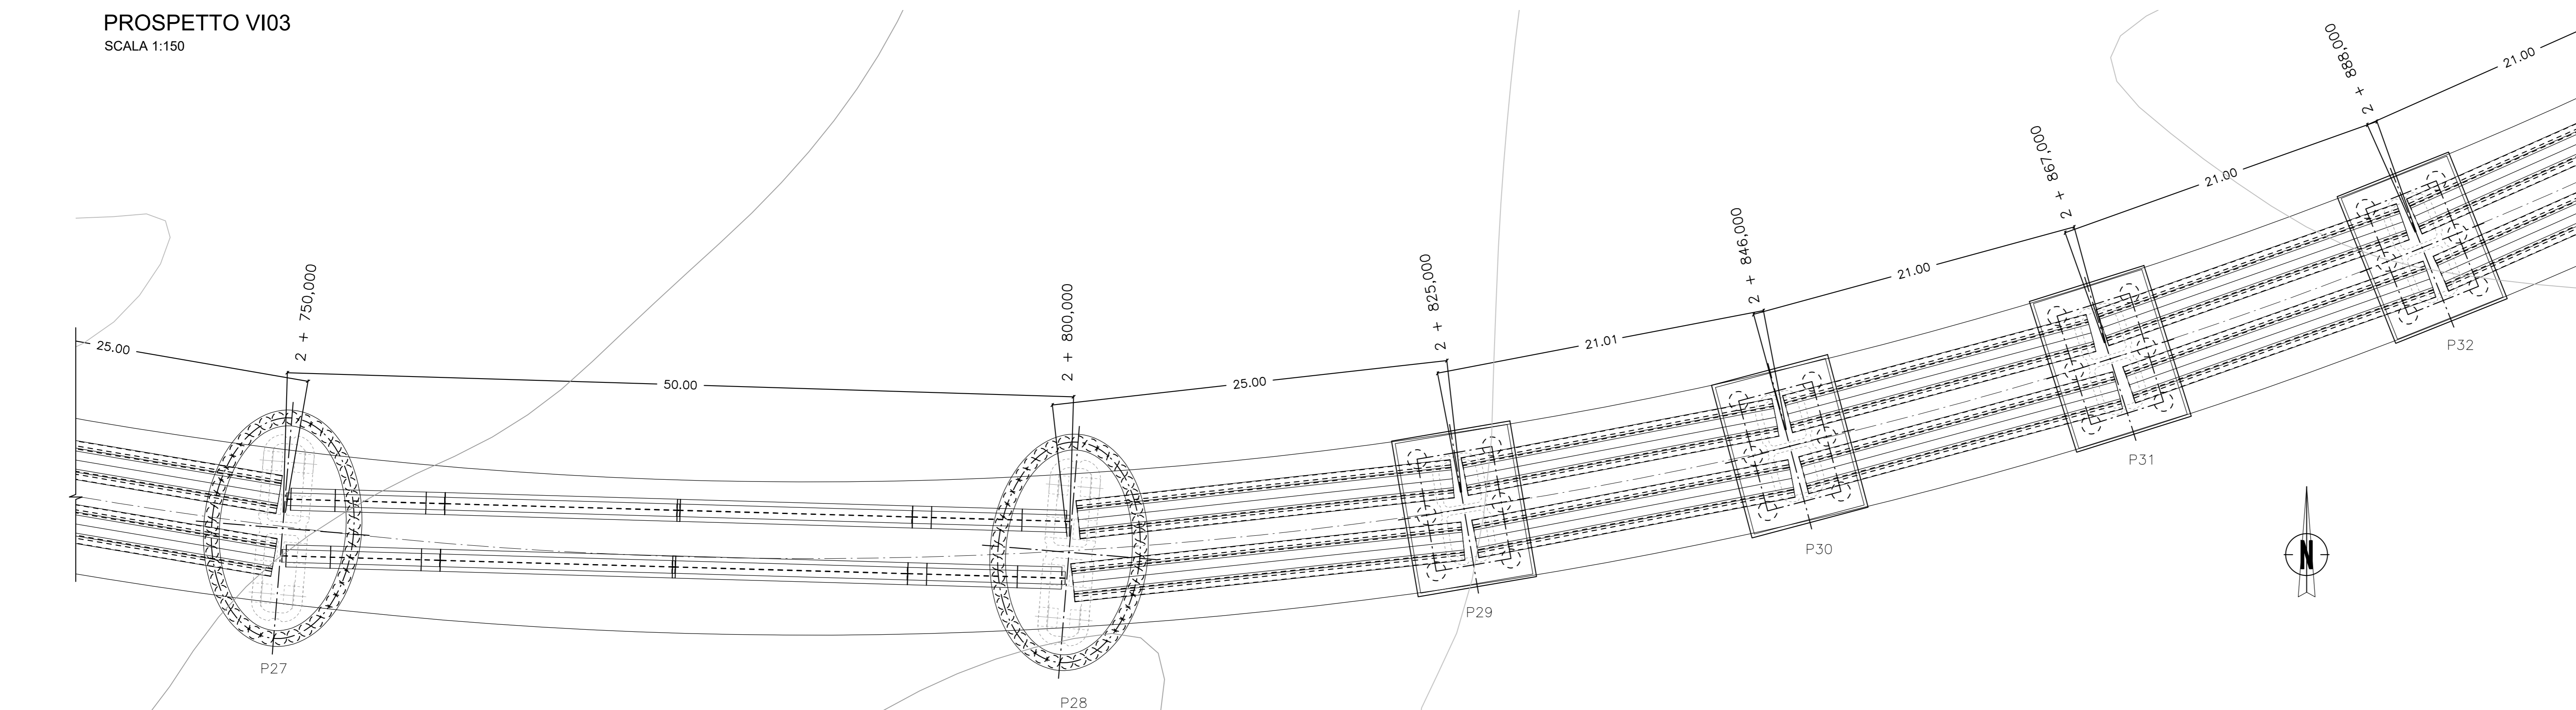 PROSPETTO VI03
SCALA 1:150
25.00
2 + 750,000
50.00
2 + 800,000
25.00
2 + 825,000
21.01
2 + 846,000
21.00
2 + 867,000
21.00
2 + 888,000
21.00
P27
P28
P29
P30
P31
P32
N